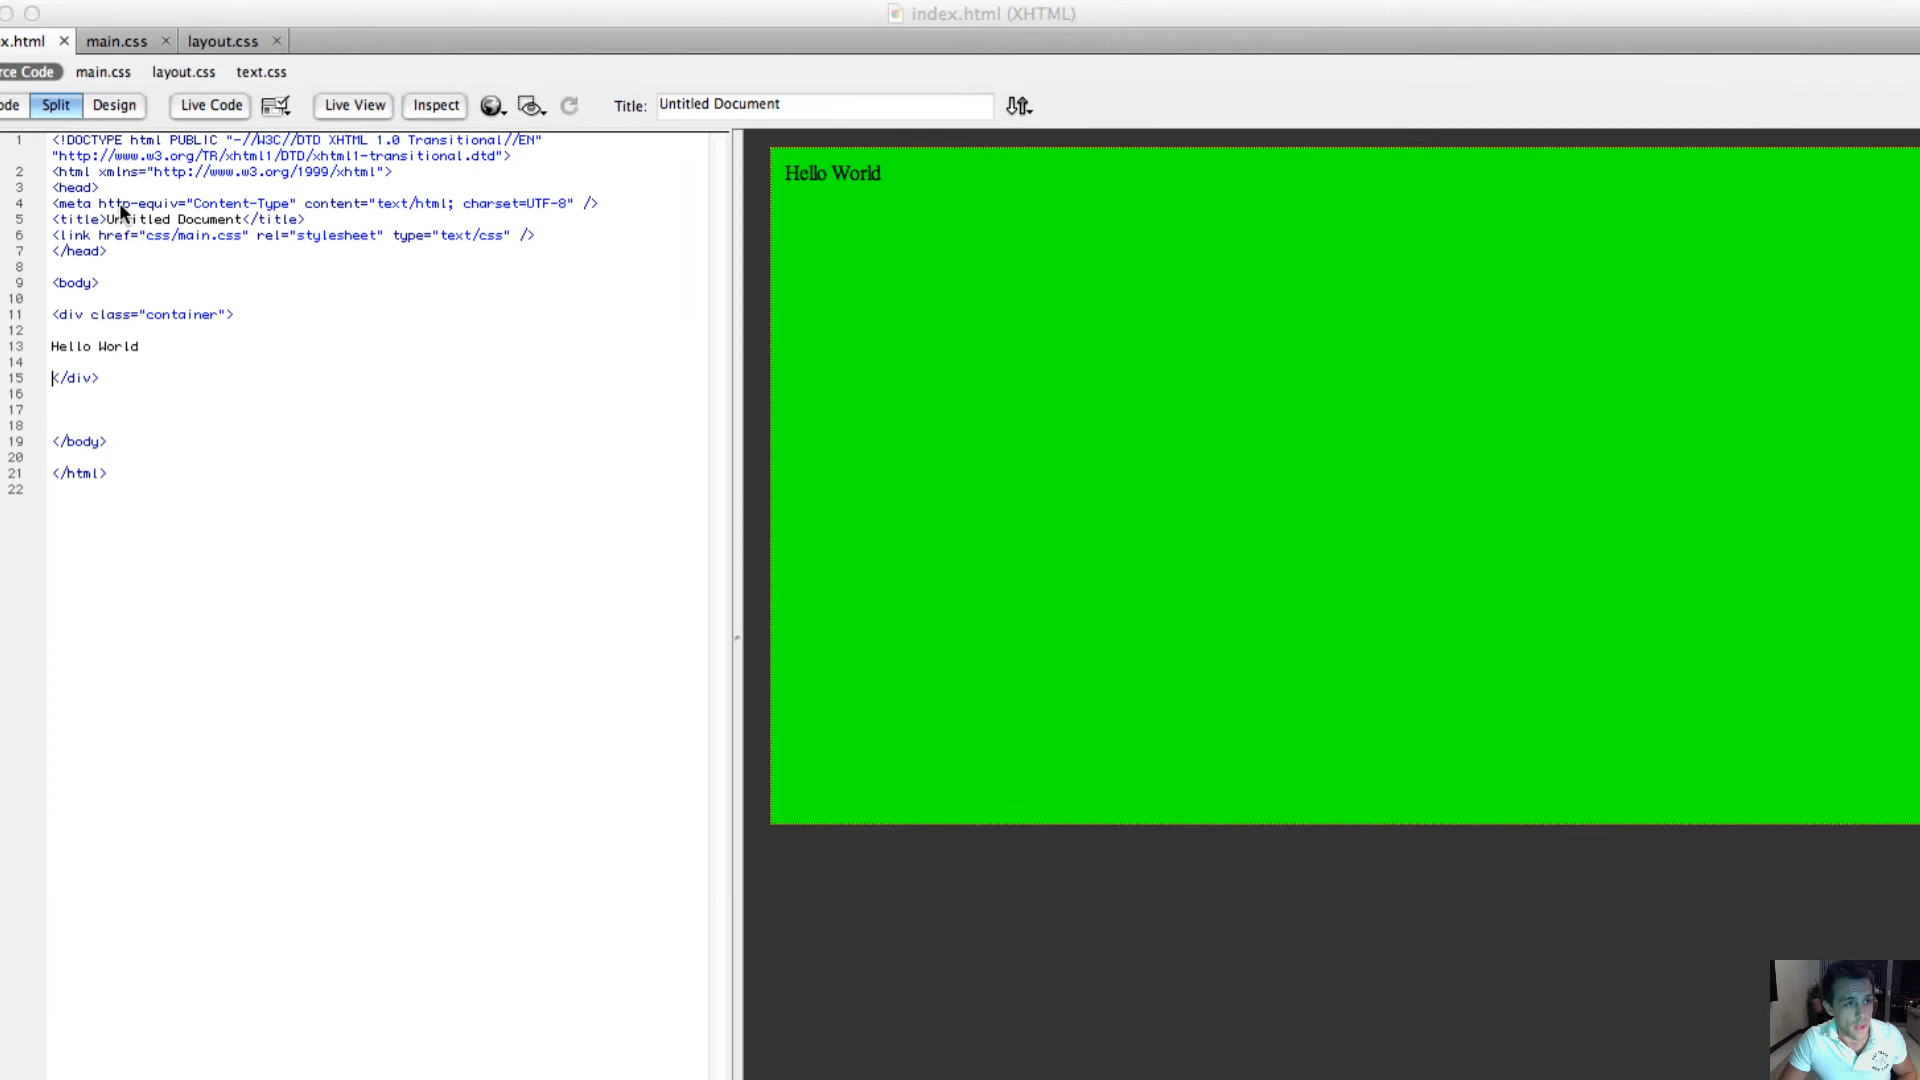 index.html (XHTML)
x.html main.css layout.css
rce Code main.css layout.css text.css
ode Split Design Live Code Live View Inspect Title: Untitled Document
1 <!DOCTYPE html PUBLIC "-//W3C//DTD XHTML 1.0 Transitional//EN"
"http://www.w3.org/TR/xhtml1/DTD/xhtml1-transitional.dtd">
2 <html xmlns="http://www.w3.org/1999/xhtml">
3 <head>
4 <meta http-equiv="Content-Type" content="text/html; charset=UTF-8" />
5 <title>Untitled Document</title>
6 <link href="css/main.css" rel="stylesheet" type="text/css" />
7 </head>
8
9 <body>
10
11 <div class="container">
12
13 Hello World
14
15 </div>
16
17
18
19 </body>
20
21 </html>
22
Hello World